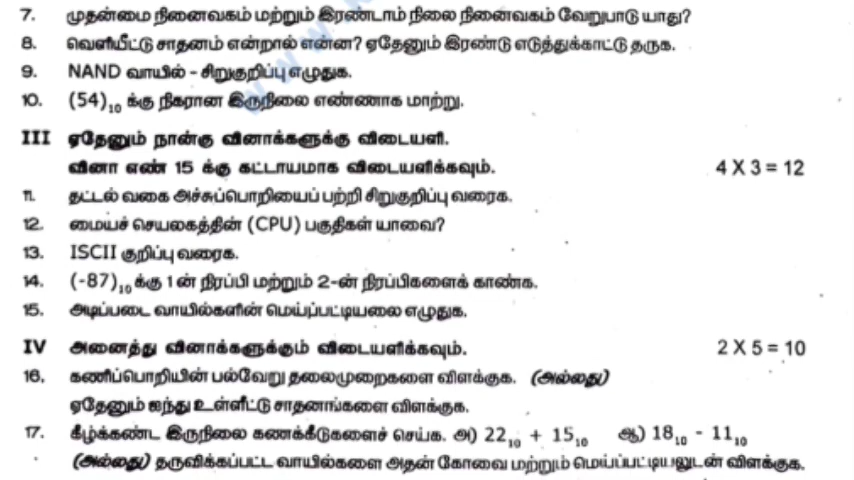 7. முதன்மை நினைவகம் மற்றும் இரண்டாம் நிலை நினைவகம் வேறுபாடு யாது?
8. வெளியீட்டு சாதனம் என்றால் என்ன? ஏதேனும் இரண்டு எடுத்துக்காட்டு தருக.
9. NAND வாயில் - சிறுகுறிப்பு எழுதுக.
10. (54)₁₀ க்கு நிகரான இருநிலை எண்ணாக மாற்று.
III ஏதேனும் நான்கு வினாக்களுக்கு விடையளி.
வினா எண் 15 க்கு கட்டாயமாக விடையளிக்கவும். 4 X 3 = 12
11. தட்டல் வகை அச்சுப்பொறியைப் பற்றி சிறுகுறிப்பு வரைக.
12. மையச் செயலகத்தின் (CPU) பகுதிகள் யாவை?
13. ISCII குறிப்பு வரைக.
14. (-87)₁₀ க்கு 1 ன் நிரப்பி மற்றும் 2-ன் நிரப்பிகளைக் காண்க.
15. அடிப்படை வாயில்களின் மெய்ப்பட்டியலை எழுதுக.
IV அனைத்து வினாக்களுக்கும் விடையளிக்கவும். 2 X 5 = 10
16. கணிப்பொறியின் பல்வேறு தலைமுறைகளை விளக்குக. (அல்லது)
ஏதேனும் ஐந்து உள்ளீட்டு சாதனங்களை விளக்குக.
17. கீழ்க்கண்ட இருநிலை கணக்கீடுகளைச் செய்க. அ) 22₁₀ + 15₁₀ ஆ) 18₁₀ - 11₁₀
(அல்லது) தருவிக்கப்பட்ட வாயில்களை அதன் கோவை மற்றும் மெய்ப்பட்டியலுடன் விளக்குக.